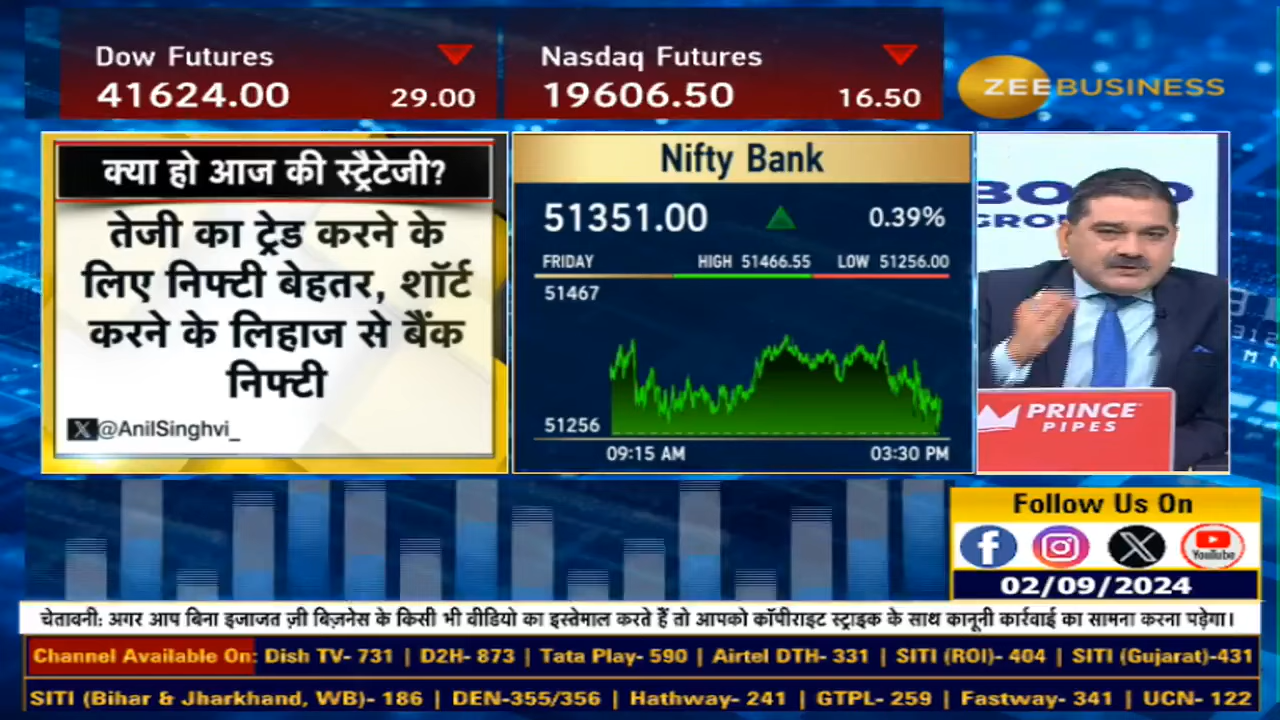 Dow Futures
41624.00 29.00
Nasdaq Futures
19606.50 16.50
ZEEBUSINESS
क्या हो आज की स्ट्रैटेजी?
तेजी का ट्रेड करने के
लिए निफ्टी बेहतर, शॉर्ट
करने के लिहाज से बैंक
निफ्टी
X@AnilSinghvi_
Nifty Bank
51351.00 0.39%
FRIDAY HIGH 51466.55 LOW 51256.00
51467
51256
09:15 AM 03:30 PM
PRINCE
PIPES
Follow Us On
YouTube
02/09/2024
चेतावनी: अगर आप बिना इजाजत ज़ी बिज़नेस के किसी भी वीडियो का इस्तेमाल करते हैं तो आपको कॉपीराइट स्ट्राइक के साथ कानूनी कार्रवाई का सामना करना पड़ेगा।
Channel Available On: Dish TV- 731 | D2H- 873 | Tata Play- 590 | Airtel DTH- 331 | SITI (ROI)- 404 | SITI (Gujarat)-431
SITI (Bihar & Jharkhand, WB)- 186 | DEN-355/356 | Hathway- 241 | GTPL- 259 | Fastway- 341 | UCN- 122